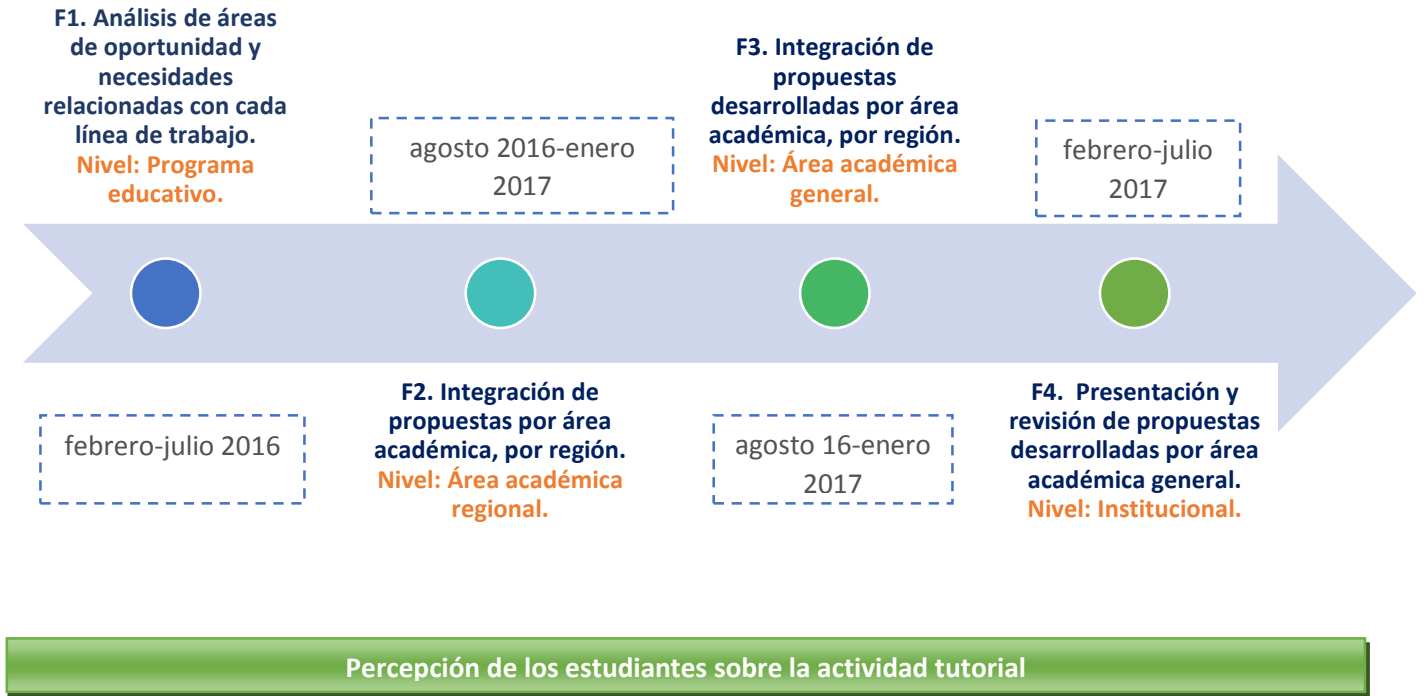 F1. Análisis de áreas
de oportunidad y
necesidades
relacionadas con cada
línea de trabajo.
Nivel: Programa
educativo.
febrero-julio 2016
agosto 2016-enero
2017
F2. Integración de
propuestas por área
académica, por región.
Nivel: Área académica
regional.
F3. Integración de
propuestas
desarrolladas por área
académica, por región.
Nivel: Área académica
general.
agosto 16-enero
2017
febrero-julio
2017
F4. Presentación y
revisión de propuestas
desarrolladas por área
académica general.
Nivel: Institucional.
Percepción de los estudiantes sobre la actividad tutorial